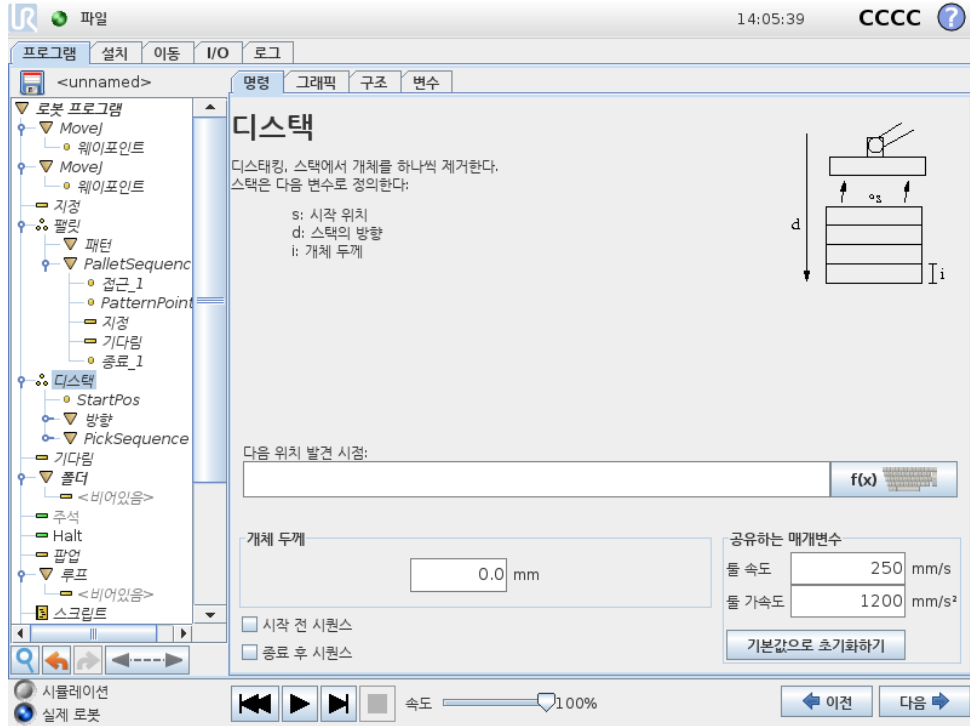 UR 파일 14:05:39 CCCC ?
프로그램 설치 이동 I/O 로그
<unnamed>
명령 그래픽 구조 변수
로봇 프로그램
MoveJ
웨이포인트
MoveJ
웨이포인트
지정
팔릿
패턴
PalletSequenc
접근_1
PatternPoint
지정
기다림
종료_1
디스택
StartPos
방향
PickSequence
기다림
폴더
<비어있음>
주석
Halt
팝업
루프
<비어있음>
스크립트
디스택
디스태킹, 스택에서 개체를 하나씩 제거한다.
스택은 다음 변수로 정의한다:
s: 시작 위치
d: 스택의 방향
i: 개체 두께
s
d
i
다음 위치 발견 시점:
f(x)
개체 두께
0.0 mm
시작 전 시퀀스
종료 후 시퀀스
공유하는 매개변수
툴 속도 250 mm/s
툴 가속도 1200 mm/s²
기본값으로 초기화하기
시뮬레이션
실제 로봇
속도 100%
이전 다음